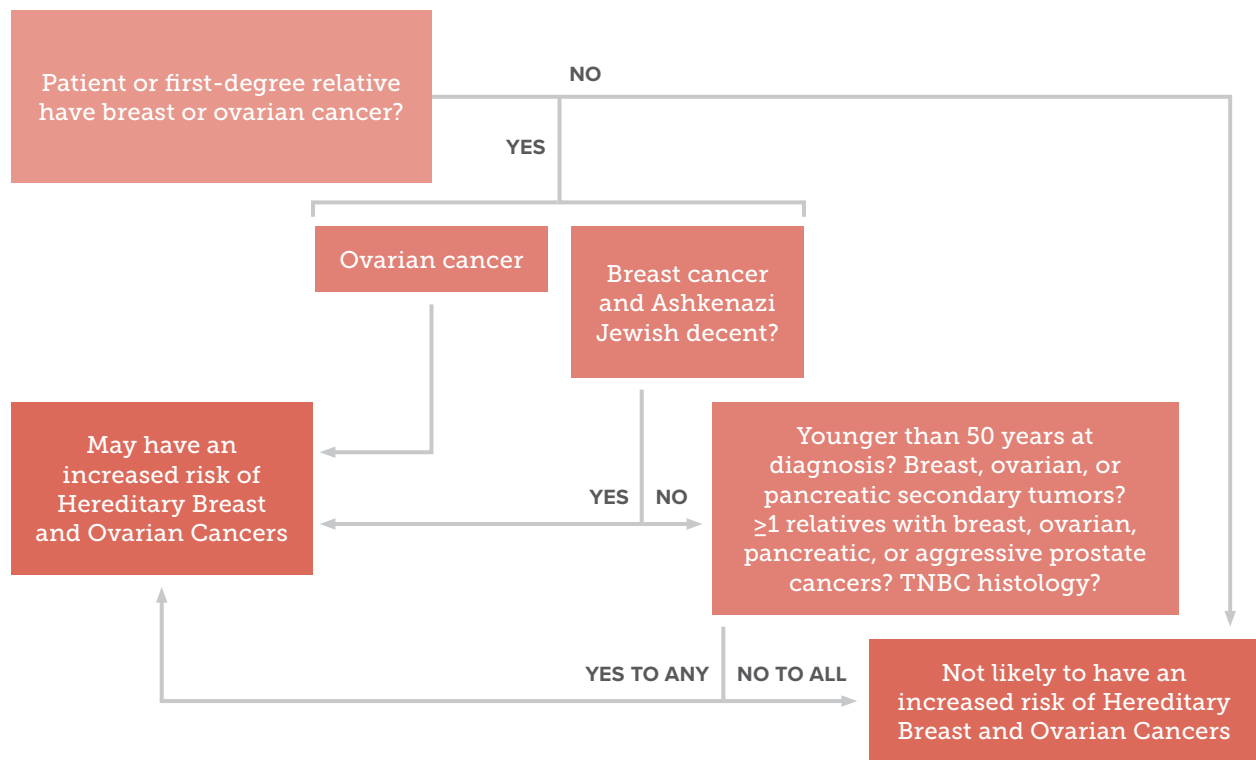 Patient or first-degree relative
have breast or ovarian cancer?
NO
YES
Ovarian cancer
Breast cancer
and Ashkenazi
Jewish decent?
May have an
increased risk of
Hereditary Breast
and Ovarian Cancers
YES
NO
Younger than 50 years at
diagnosis? Breast, ovarian, or
pancreatic secondary tumors?
≥1 relatives with breast, ovarian,
pancreatic, or aggressive prostate
cancers? TNBC histology?
YES TO ANY
NO TO ALL
Not likely to have an
increased risk of Hereditary
Breast and Ovarian Cancers